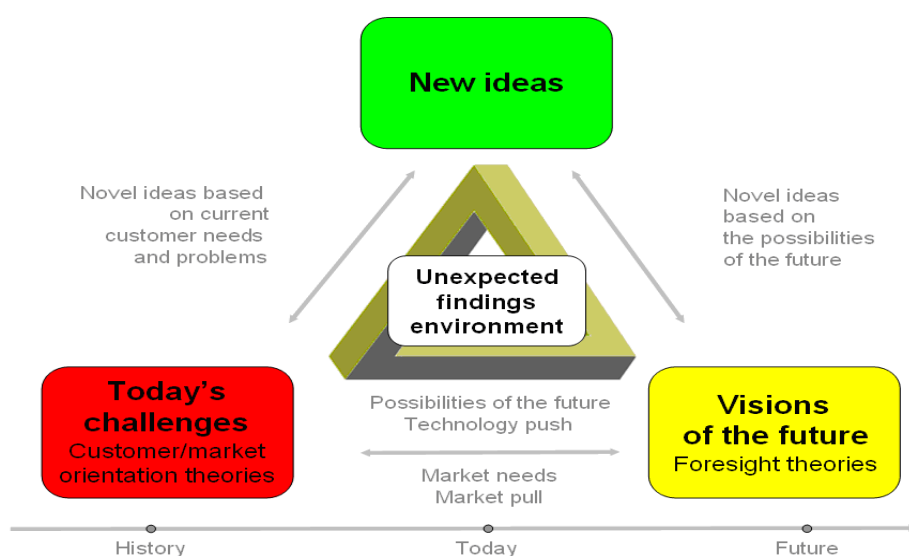 New ideas
Novel ideas based
on current
customer needs
and problems
Novel ideas
based on
the possibilities
of the future
Unexpected
findings
environment
Today's
challenges
Customer/market
orientation theories
Possibilities of the future
Technology push
Market needs
Market pull
Visions
of the future
Foresight theories
History
Today
Future